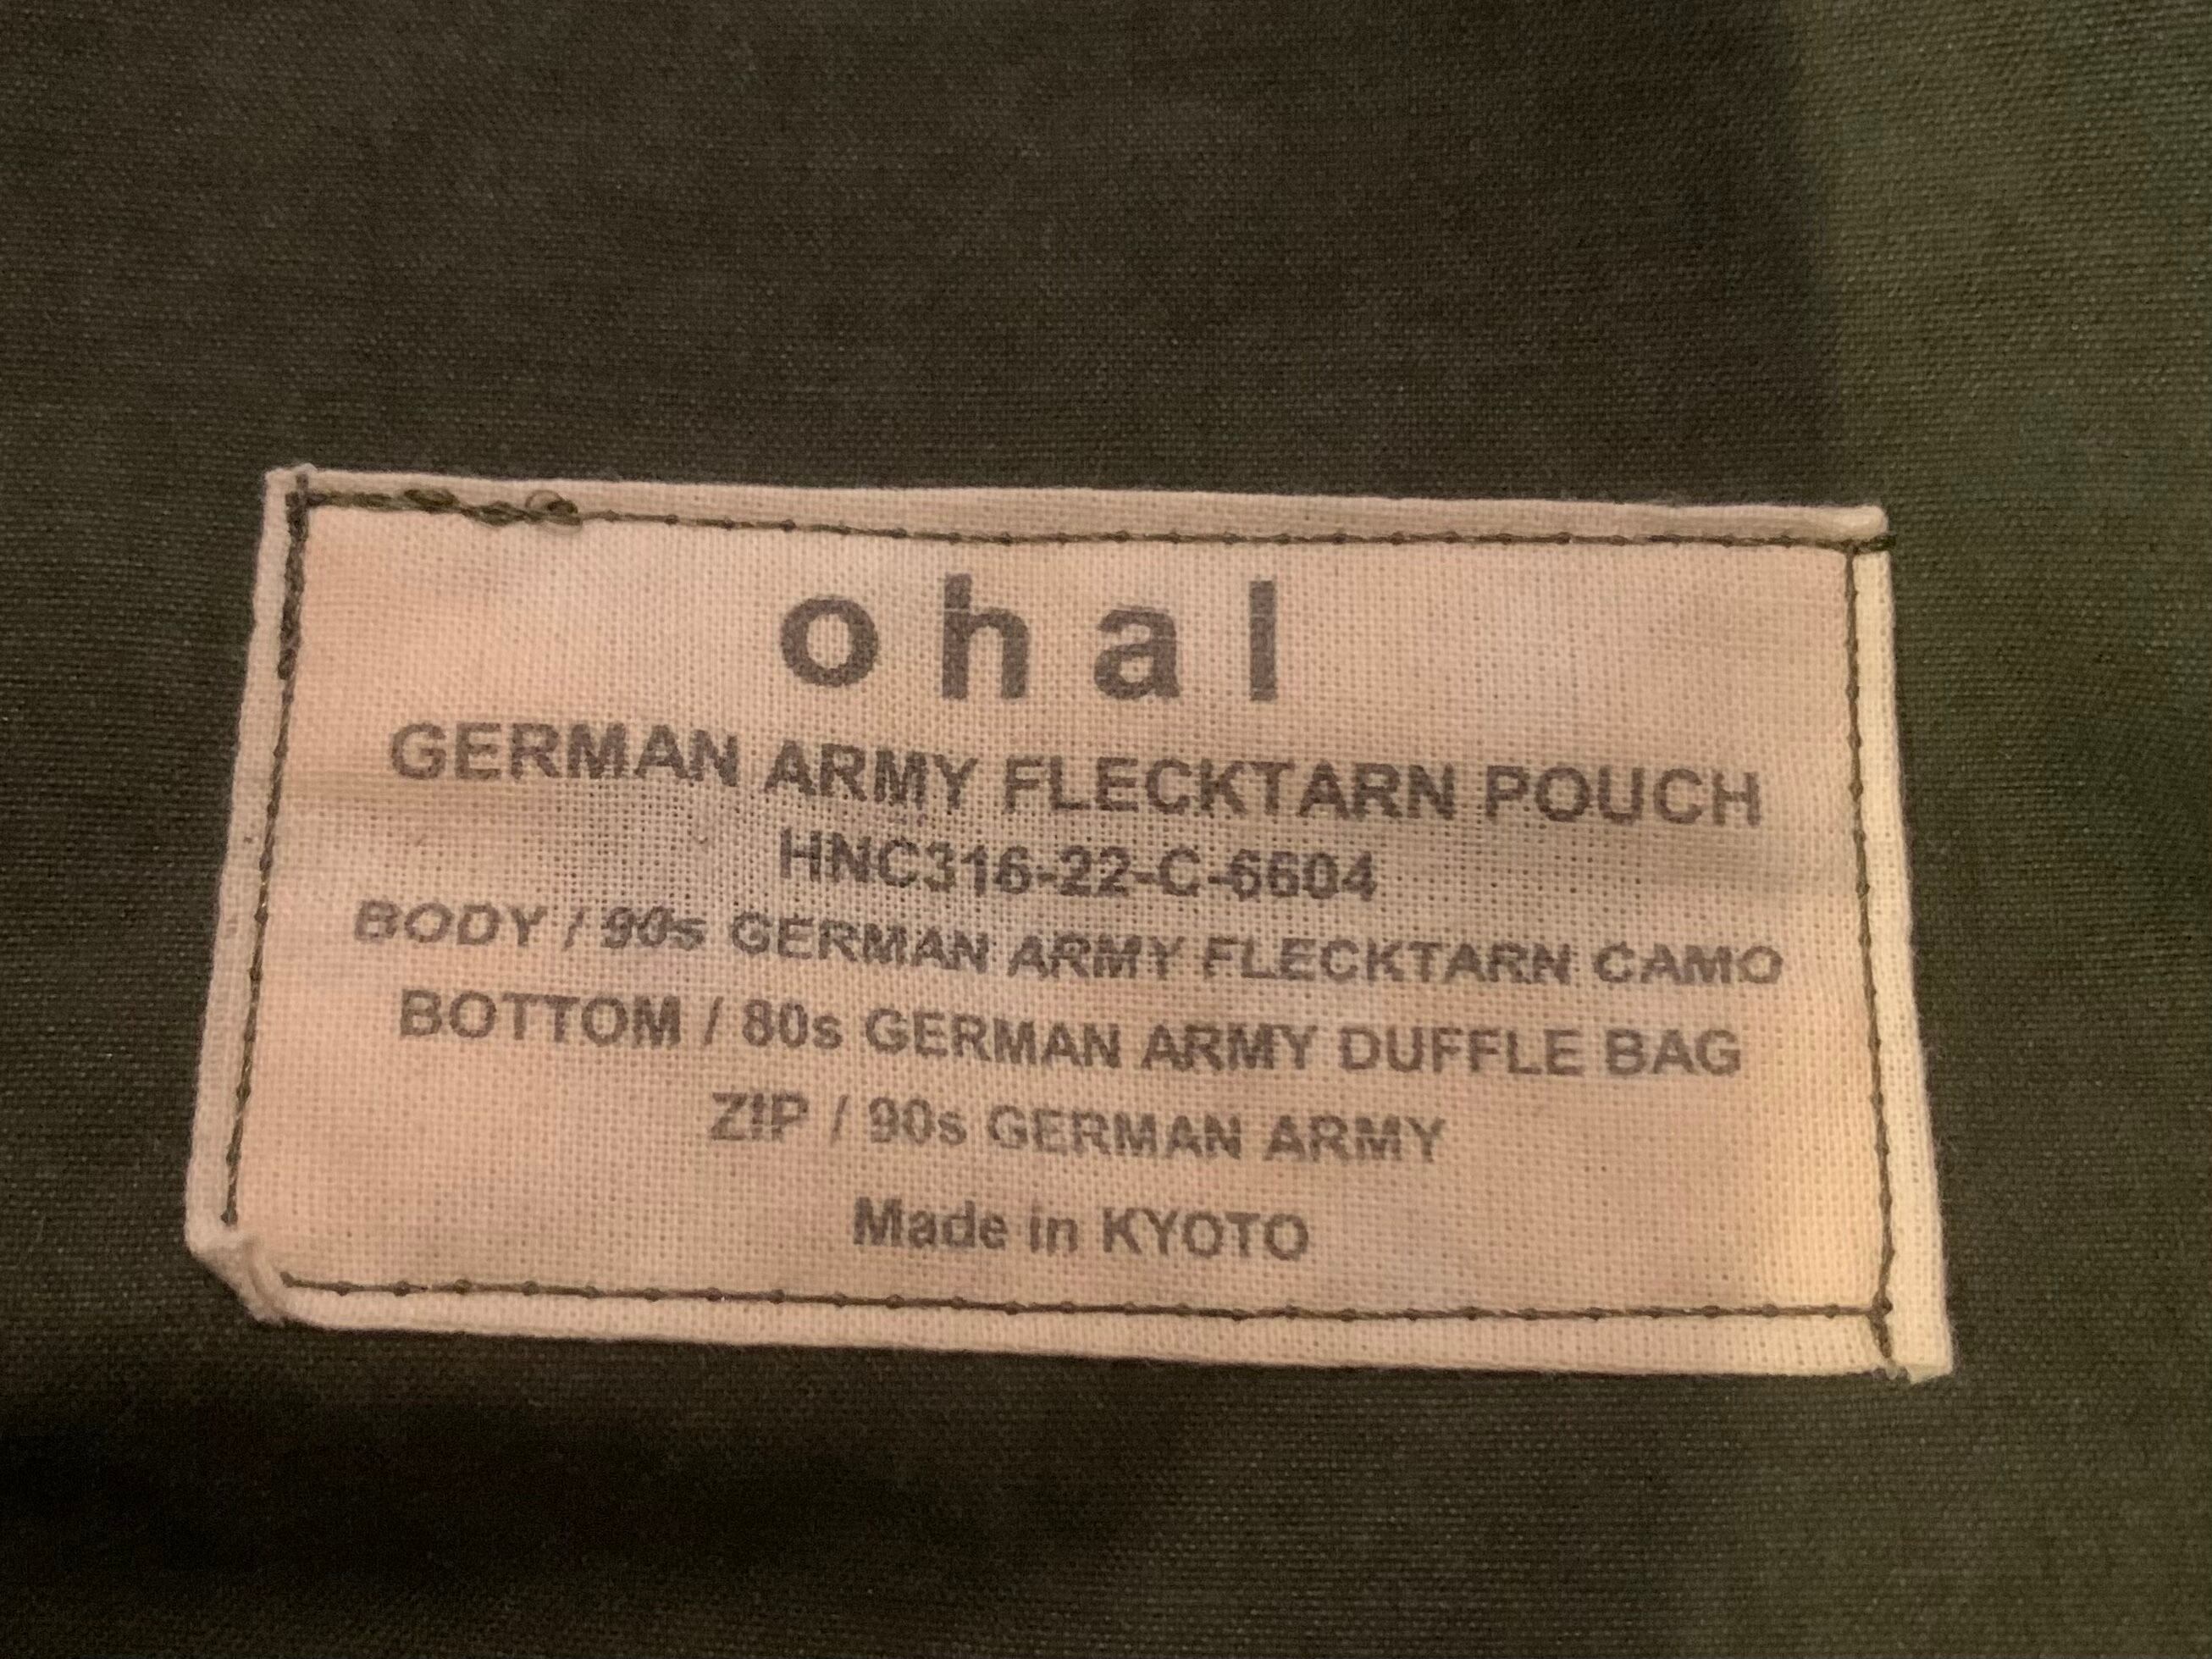 ohal
GERMAN ARMY FLECKTARN POUCH
HNC316-22-C-6604
BODY / 90s GERMAN ARMY FLECKTARN CAMO
BOTTOM / 80s GERMAN ARMY DUFFLE BAG
ZIP / 90s GERMAN ARMY
Made in KYOTO